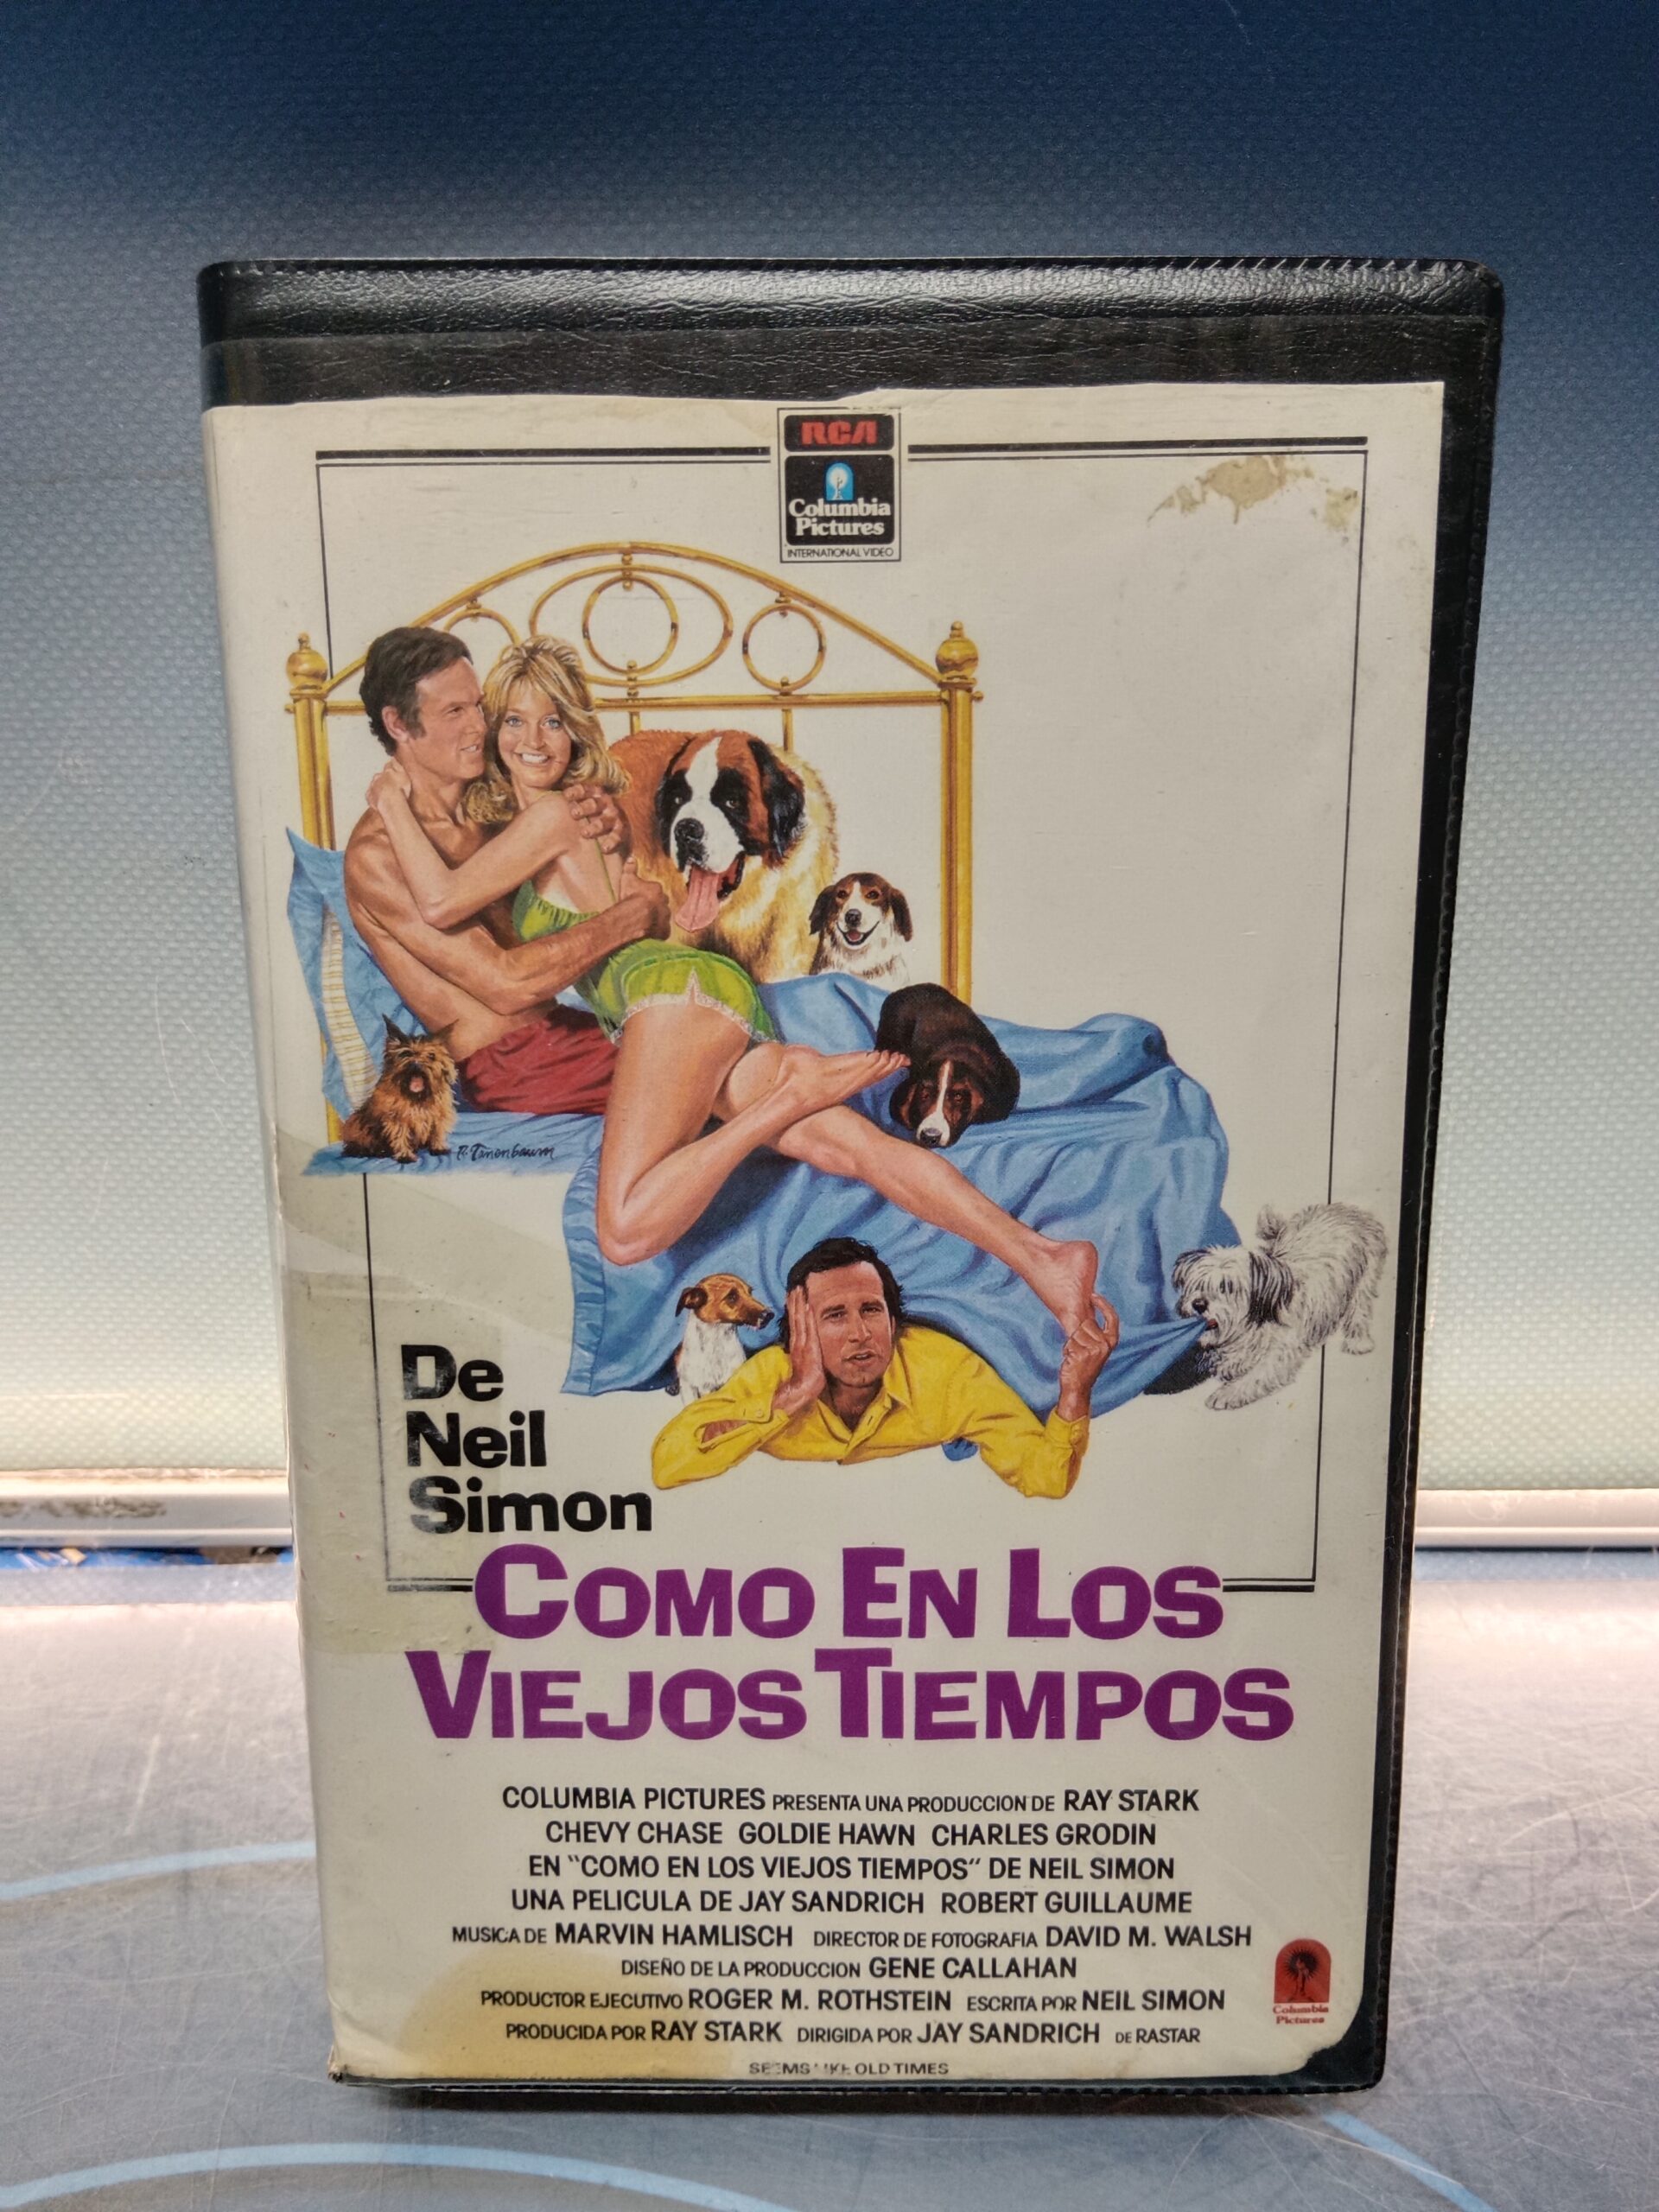 RCA
Columbia
Pictures
INTERNATIONAL VIDEO
R. Tanenbaum
De
Neil
Simon
COMO EN LOS
VIEJOS TIEMPOS
COLUMBIA PICTURES PRESENTA UNA PRODUCCION DE RAY STARK
CHEVY CHASE GOLDIE HAWN CHARLES GRODIN
EN "COMO EN LOS VIEJOS TIEMPOS" DE NEIL SIMON
UNA PELICULA DE JAY SANDRICH ROBERT GUILLAUME
MUSICA DE MARVIN HAMLISCH DIRECTOR DE FOTOGRAFIA DAVID M. WALSH
DISEÑO DE LA PRODUCCION GENE CALLAHAN
PRODUCTOR EJECUTIVO ROGER M. ROTHSTEIN ESCRITA POR NEIL SIMON
PRODUCIDA POR RAY STARK DIRIGIDA POR JAY SANDRICH DE RASTAR
Columbia
Pictures
SEEMS LIKE OLD TIMES